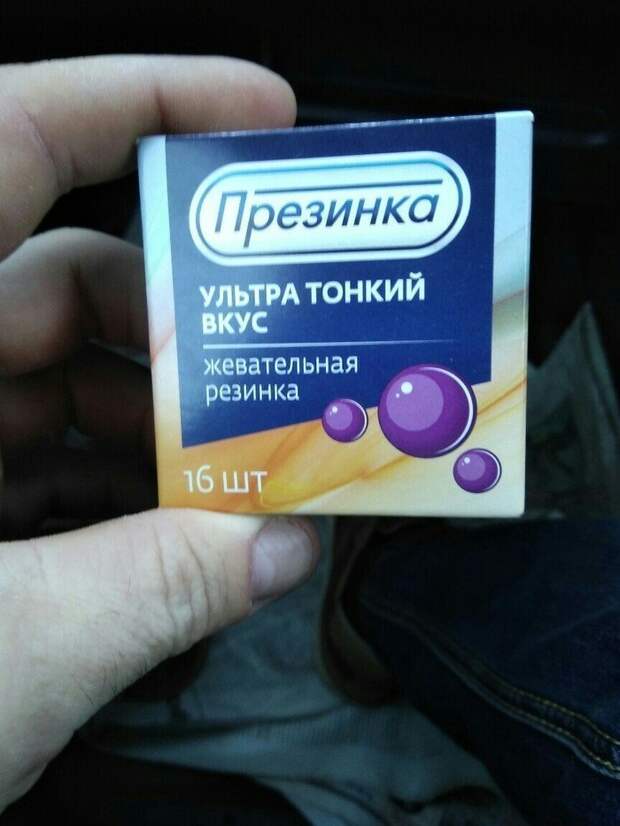 Презинка
УЛЬТРА ТОНКИЙ
ВКУС
жевательная
резинка
16 шт